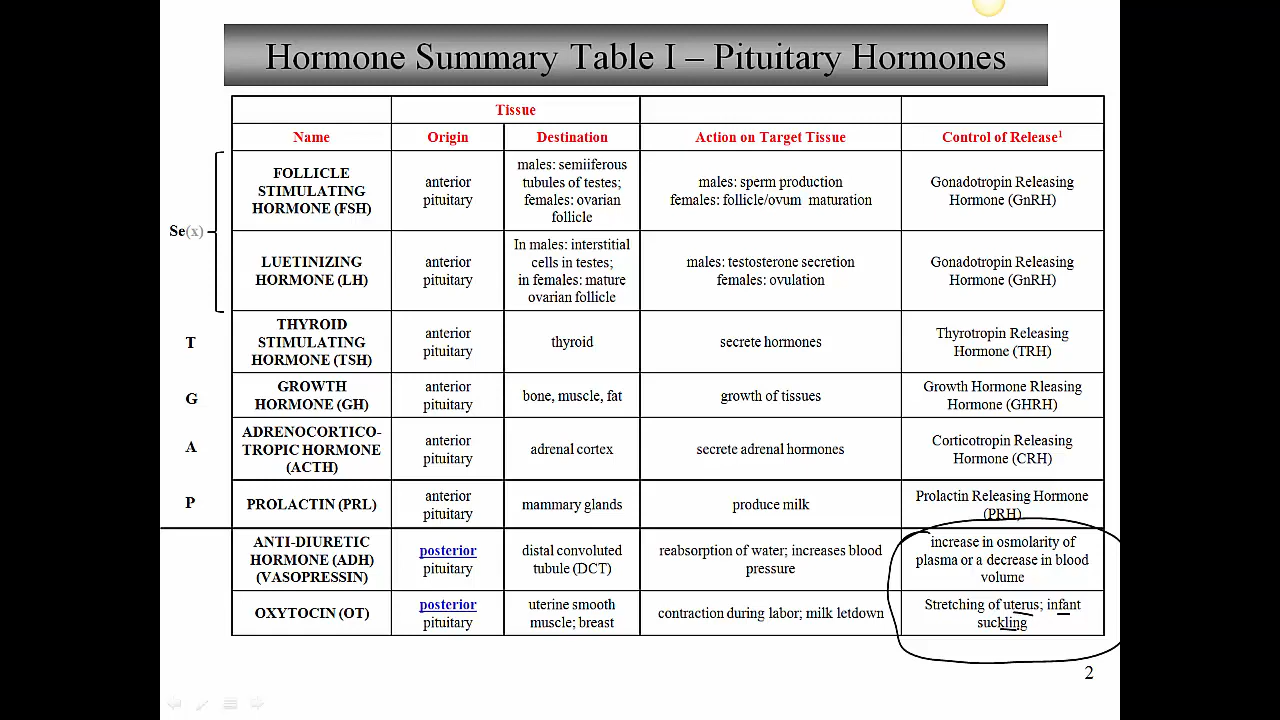 Hormone Summary Table I – Pituitary Hormones
Tissue
Name Origin Destination Action on Target Tissue Control of Release1
Se(x)
FOLLICLE
STIMULATING
HORMONE (FSH)
anterior
pituitary
males: semiiferous
tubules of testes;
females: ovarian
follicle
males: sperm production
females: follicle/ovum maturation
Gonadotropin Releasing
Hormone (GnRH)
LUETINIZING
HORMONE (LH)
anterior
pituitary
In males: interstitial
cells in testes;
in females: mature
ovarian follicle
males: testosterone secretion
females: ovulation
Gonadotropin Releasing
Hormone (GnRH)
T
THYROID
STIMULATING
HORMONE (TSH)
anterior
pituitary
thyroid
secrete hormones
Thyrotropin Releasing
Hormone (TRH)
G
GROWTH
HORMONE (GH)
anterior
pituitary
bone, muscle, fat
growth of tissues
Growth Hormone Rleasing
Hormone (GHRH)
A
ADRENOCORTICO-
TROPIC HORMONE
(ACTH)
anterior
pituitary
adrenal cortex
secrete adrenal hormones
Corticotropin Releasing
Hormone (CRH)
P
PROLACTIN (PRL)
anterior
pituitary
mammary glands
produce milk
Prolactin Releasing Hormone
(PRH)
ANTI-DIURETIC
HORMONE (ADH)
(VASOPRESSIN)
posterior
pituitary
distal convoluted
tubule (DCT)
reabsorption of water; increases blood
pressure
increase in osmolarity of
plasma or a decrease in blood
volume
OXYTOCIN (OT)
posterior
pituitary
uterine smooth
muscle; breast
contraction during labor; milk letdown
Stretching of uterus; infant
suckling
2